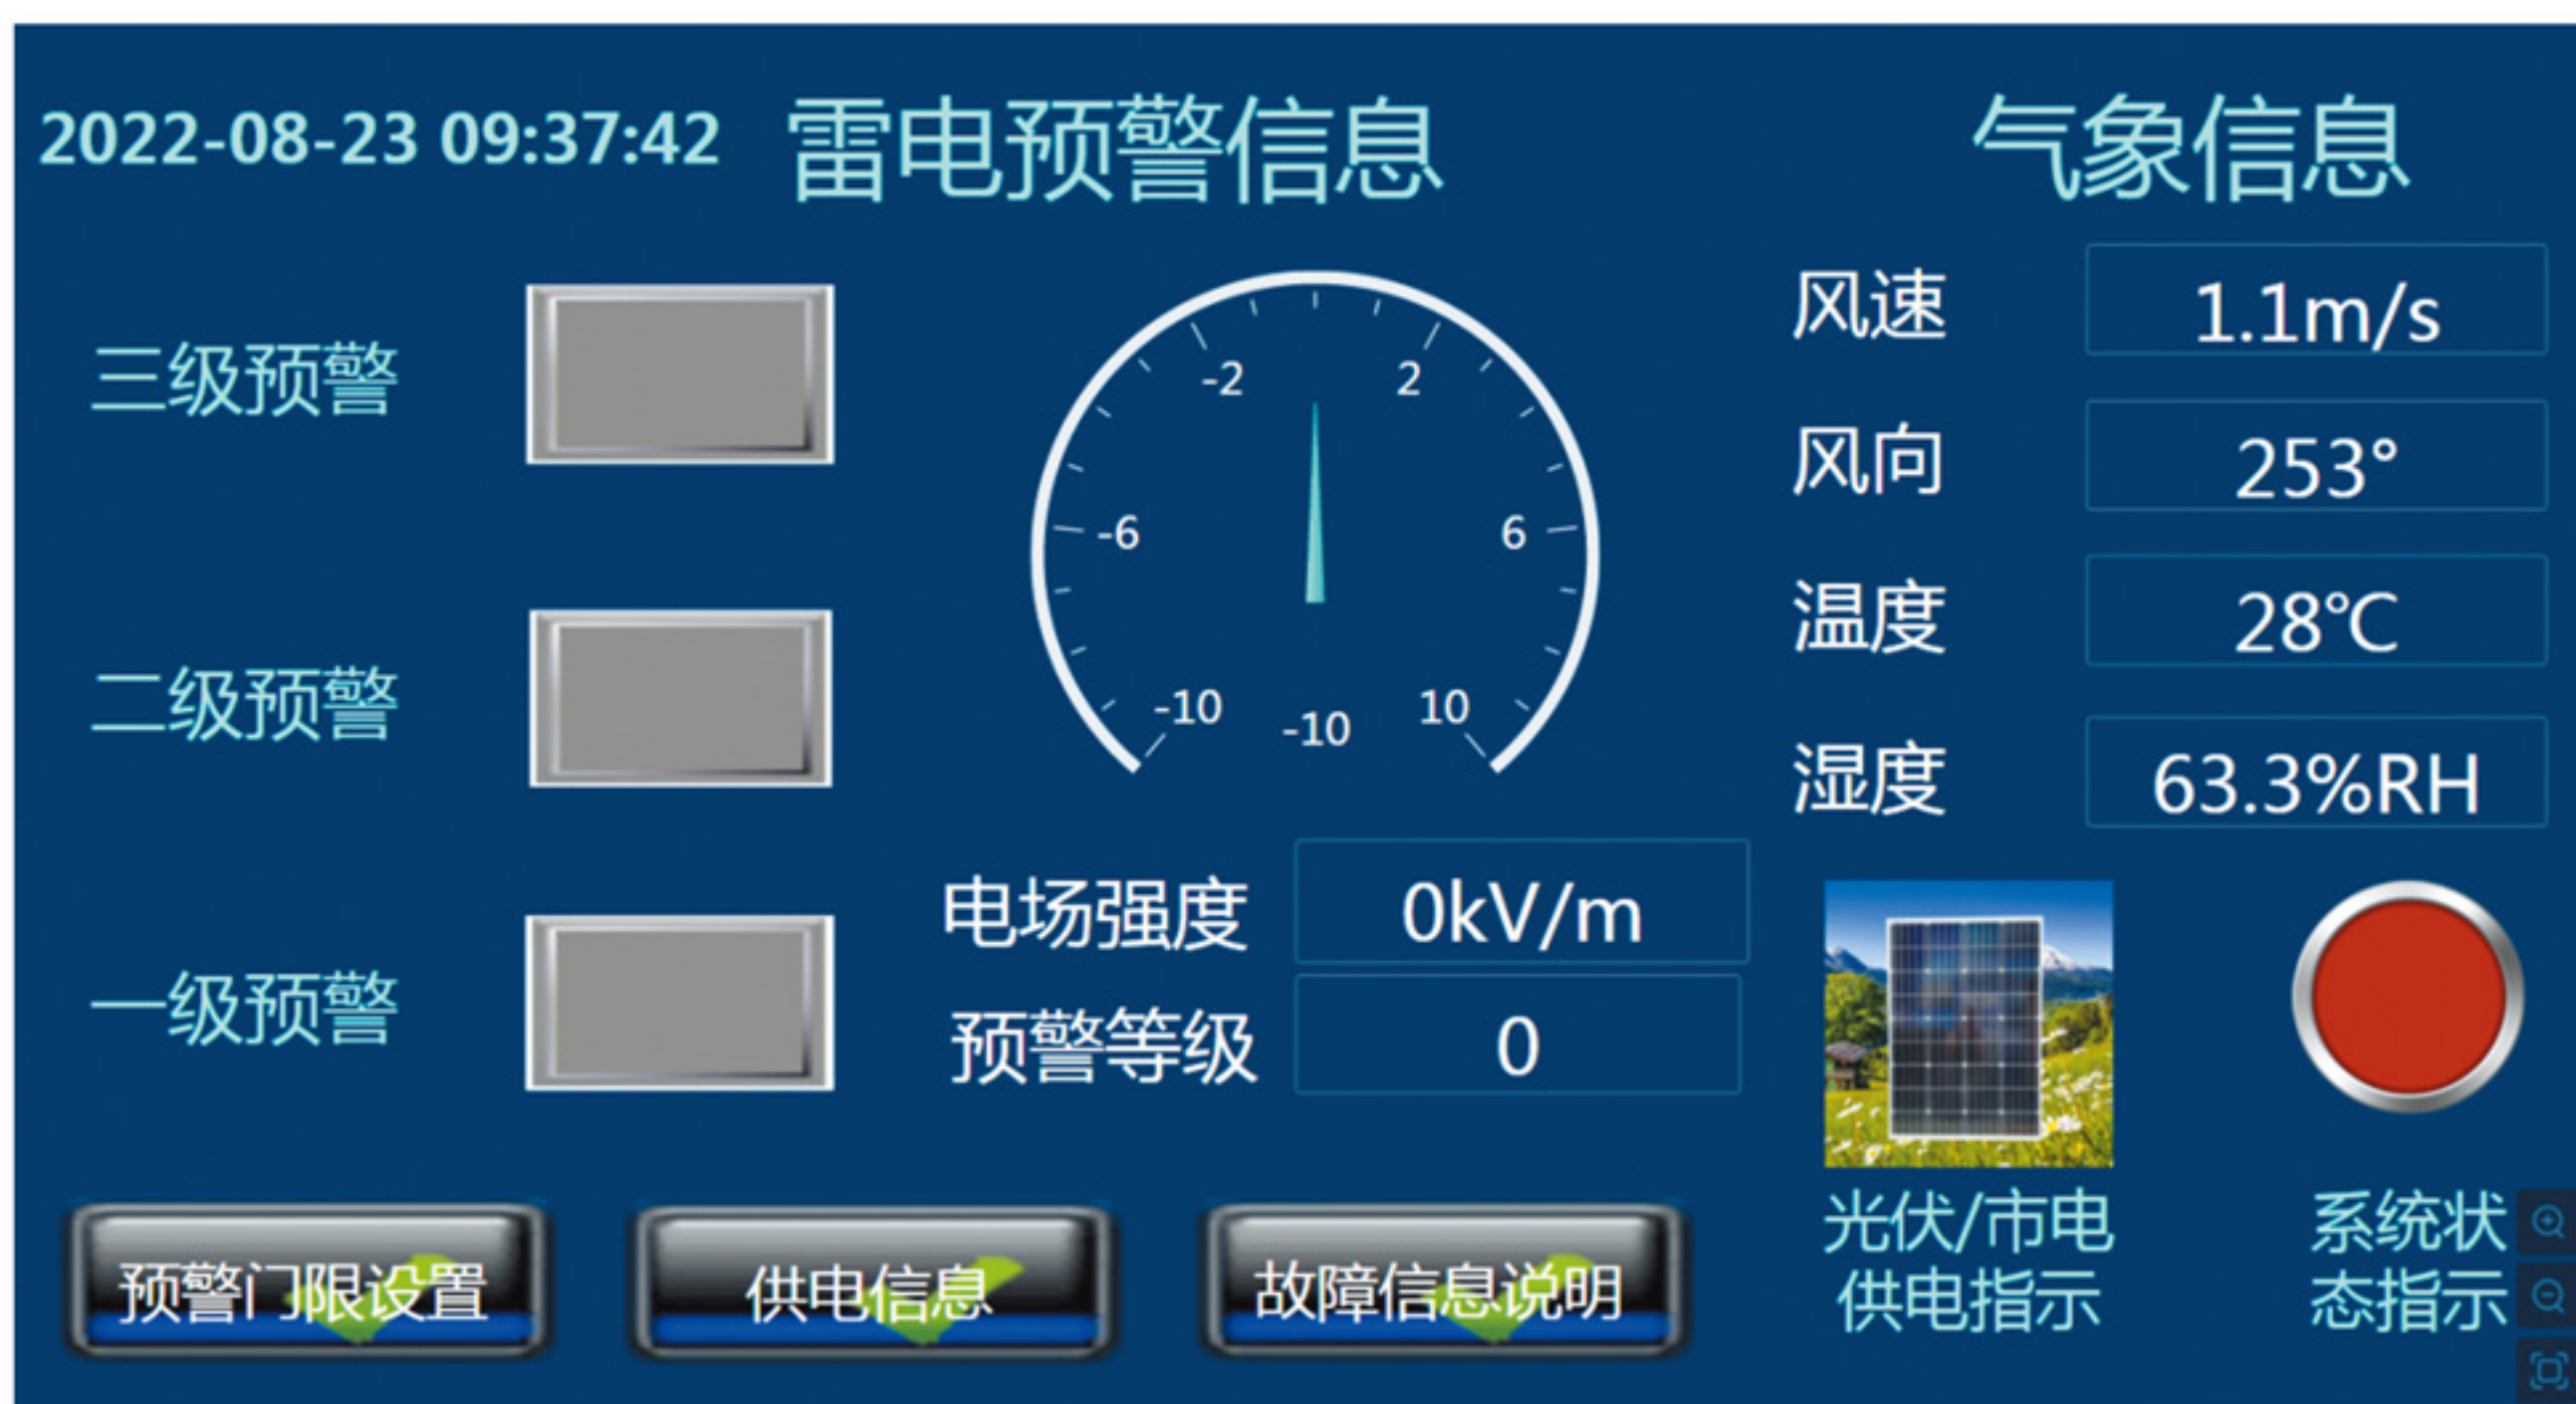 2022-08-23 09:37:42
雷电预警信息
气象信息
三级预警
二级预警
一级预警
-2
2
-6
6
-10
-10
10
电场强度
0kV/m
预警等级
0
风速
1.1m/s
风向
253°
温度
28℃
湿度
63.3%RH
光伏/市电
供电指示
系统状
态指示
预警门限设置
供电信息
故障信息说明